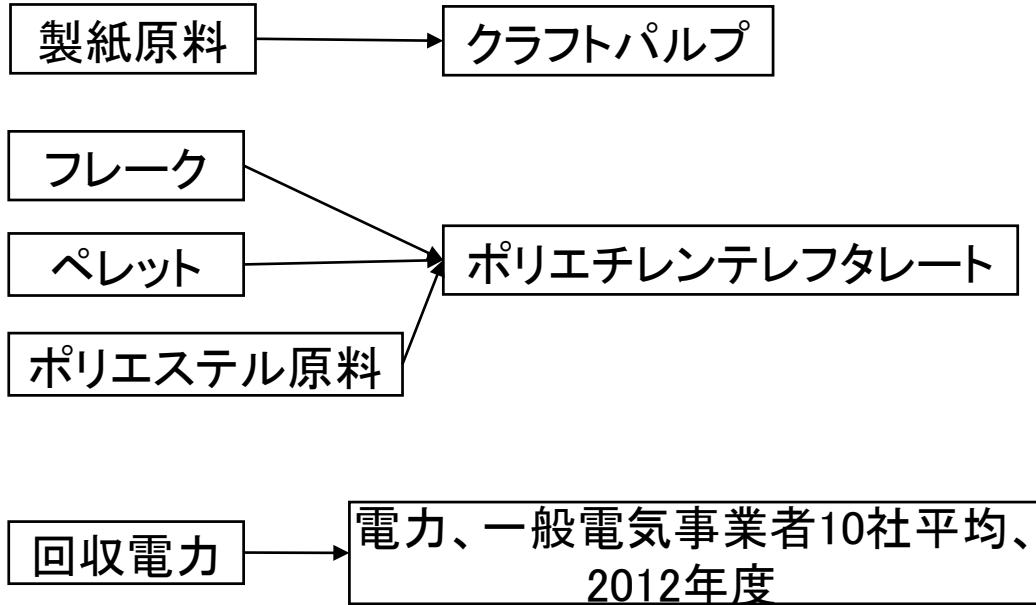 製紙原料
クラフトパルプ
フレーク
ペレット
ポリエステル原料
ポリエチレンテレフタレート
回収電力
電力、一般電気事業者10社平均、
2012年度